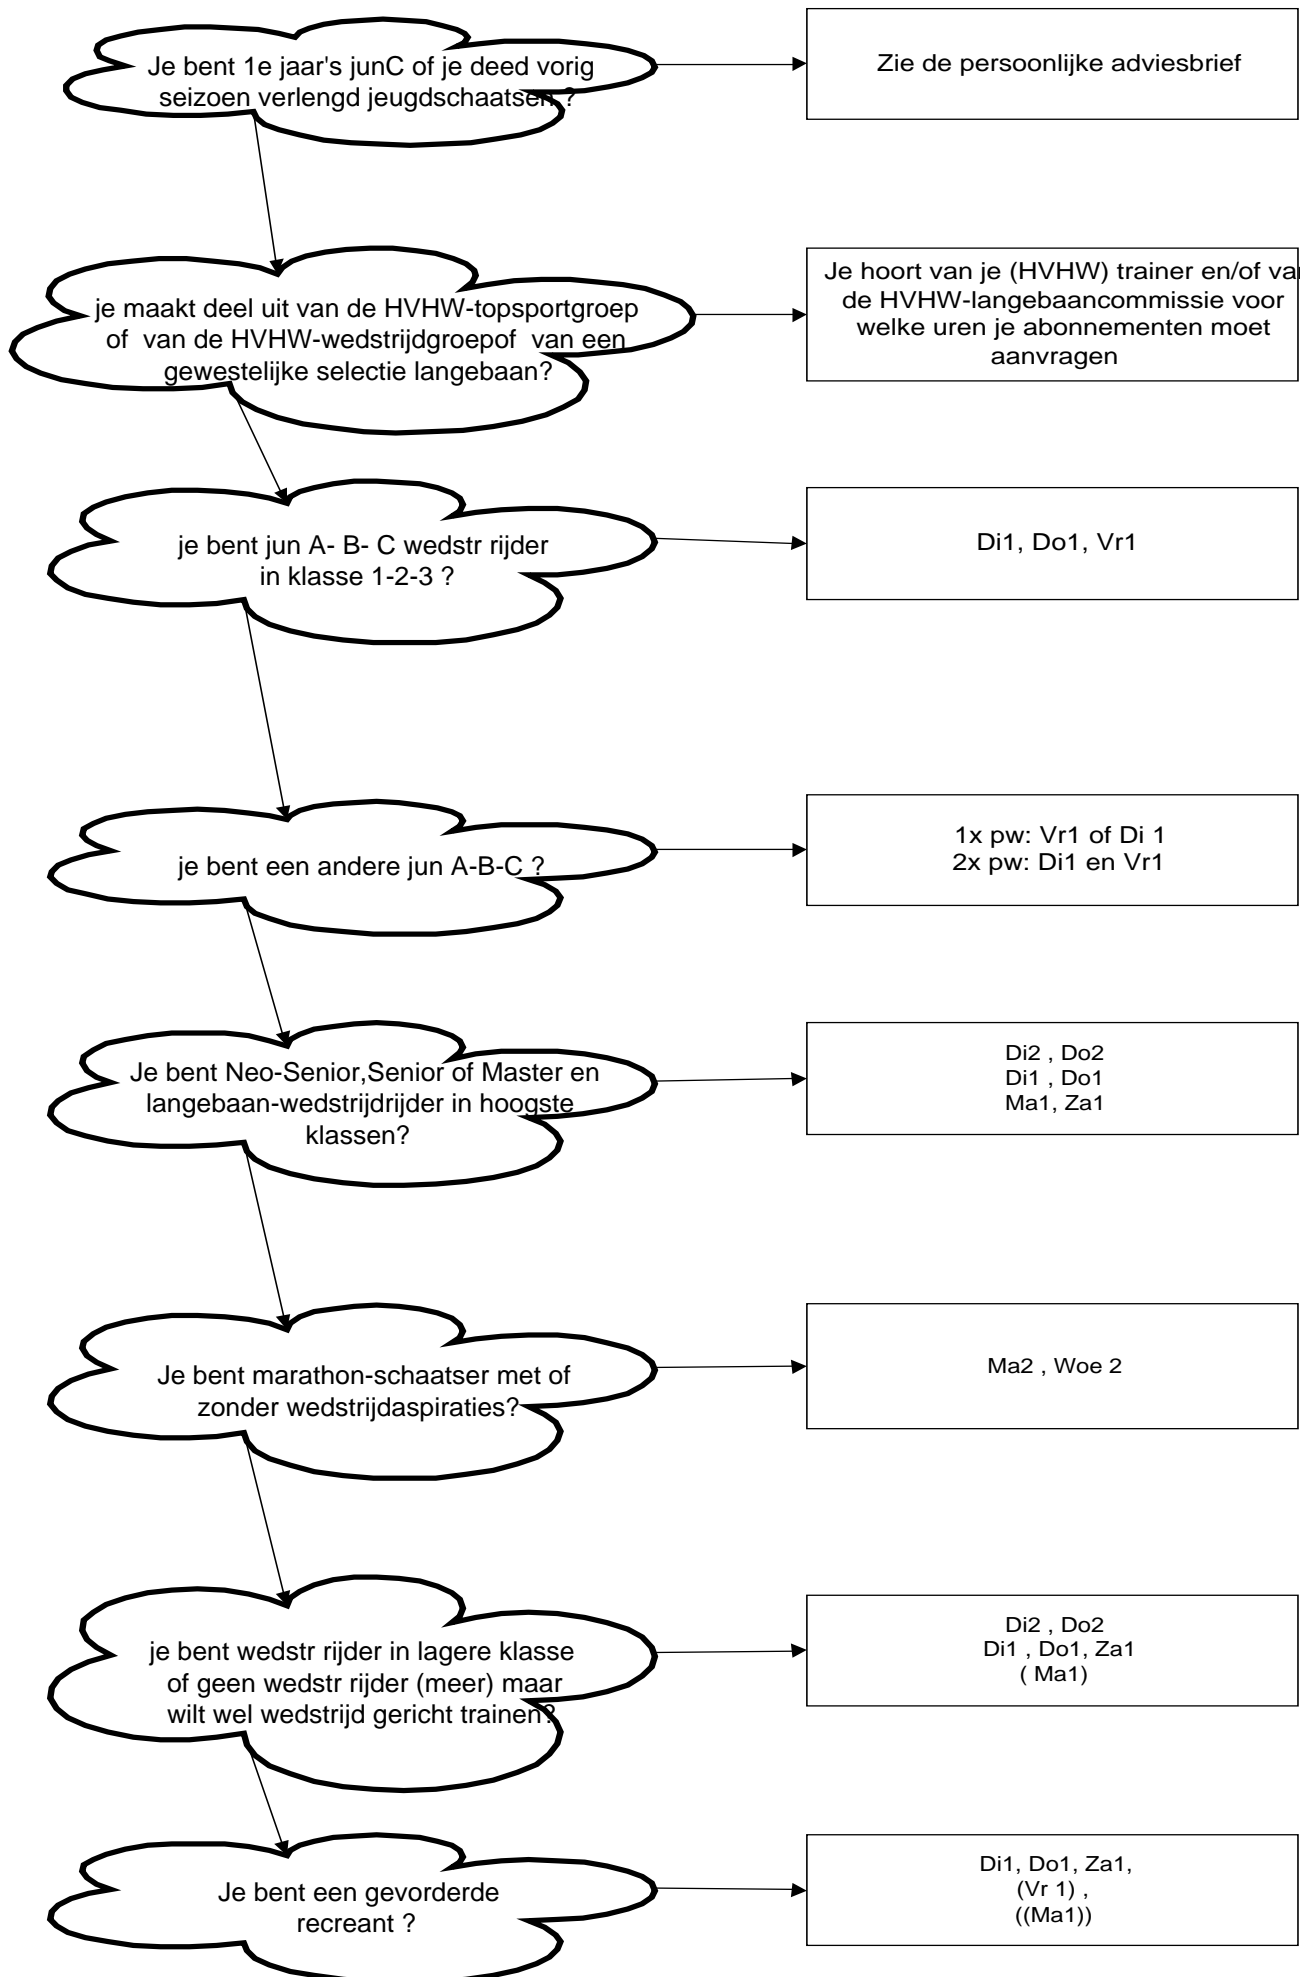 Je bent 1e jaar's junC of je deed vorig
seizoen verlengd jeugdschaatsen ?
Zie de persoonlijke adviesbrief
je maakt deel uit van de HVHW-topsportgroep
of  van de HVHW-wedstrijdgroepof  van een
gewestelijke selectie langebaan?
Je hoort van je (HVHW) trainer en/of van
de HVHW-langebaancommissie voor
welke uren je abonnementen moet
aanvragen
je bent jun A- B- C wedstr rijder
in klasse 1-2-3 ?
Di1, Do1, Vr1
je bent een andere jun A-B-C ?
1x pw: Vr1 of Di 1
2x pw: Di1 en Vr1
Je bent Neo-Senior,Senior of Master en
langebaan-wedstrijdrijder in hoogste
klassen?
Di2 , Do2
Di1 , Do1
Ma1, Za1
Je bent marathon-schaatser met of
zonder wedstrijdaspiraties?
Ma2 , Woe 2
je bent wedstr rijder in lagere klasse
of geen wedstr rijder (meer) maar
wilt wel wedstrijd gericht trainen?
Di2 , Do2
Di1 , Do1, Za1
( Ma1)
Je bent een gevorderde
recreant ?
Di1, Do1, Za1,
(Vr 1) ,
((Ma1))